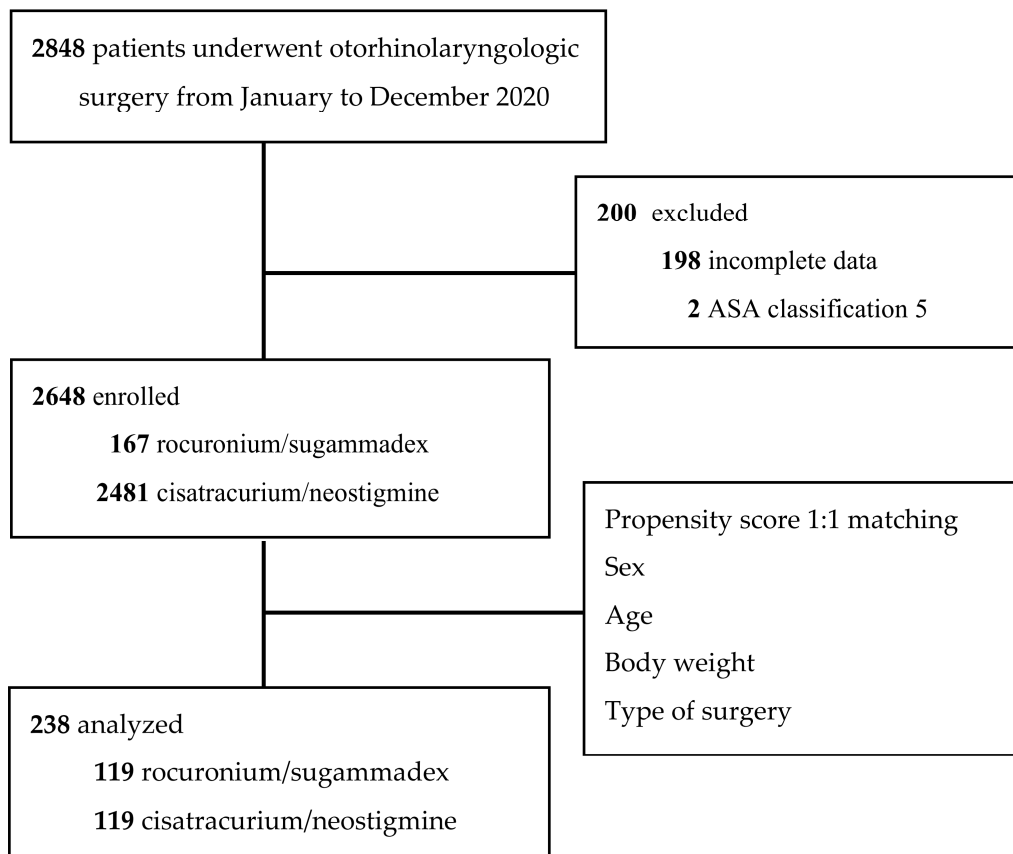 2848 patients underwent otorhinolaryngologic
surgery from January to December 2020
200 excluded
198 incomplete data
2 ASA classification 5
2648 enrolled
167 rocuronium/sugammadex
2481 cisatracurium/neostigmine
Propensity score 1:1 matching
Sex
Age
Body weight
Type of surgery
238 analyzed
119 rocuronium/sugammadex
119 cisatracurium/neostigmine